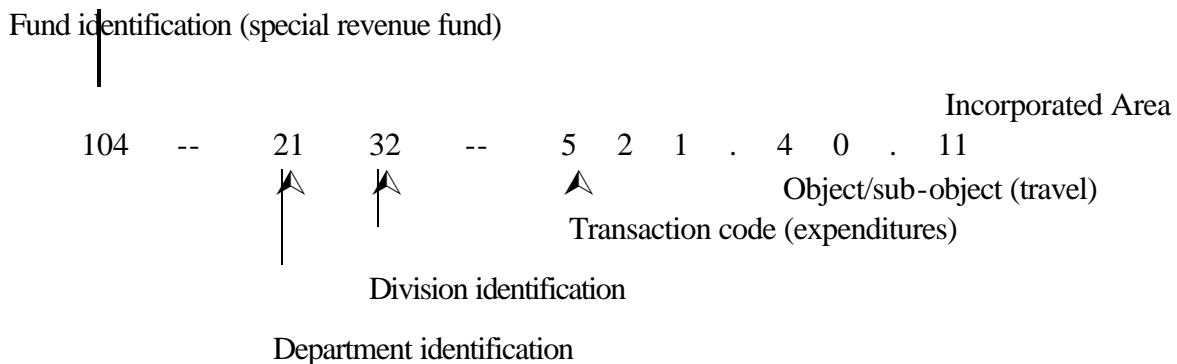 Fund identification (special revenue fund)
Incorporated Area
104 -- 21 32 -- 5 2 1 . 4 0 . 11
Object/sub-object (travel)
Transaction code (expenditures)
Division identification
Department identification